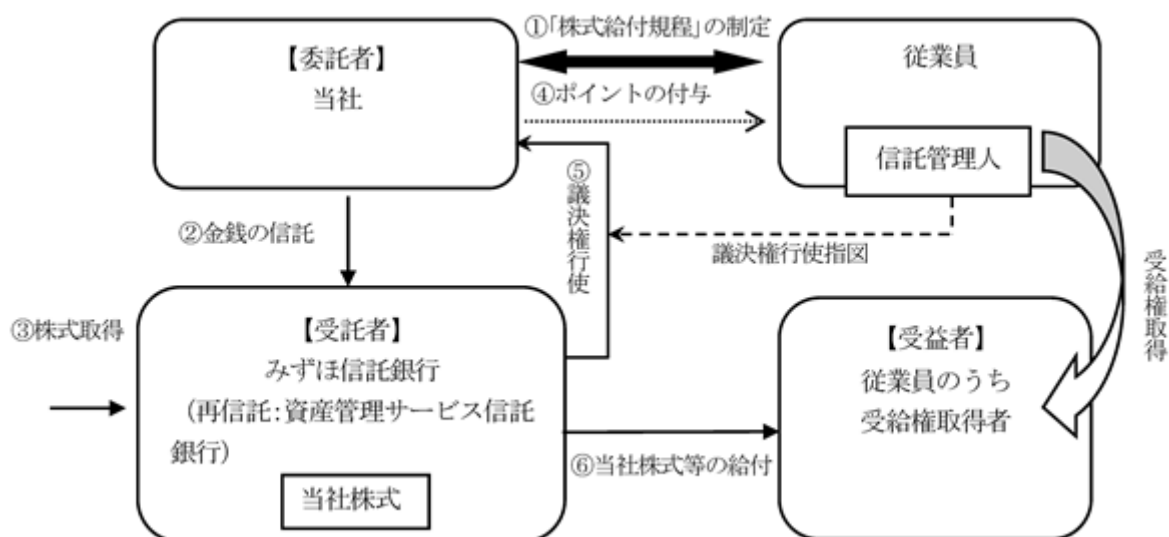 ①「株式給付規程」の制定
【委託者】
当社
従業員
④ポイントの付与
信託管理人
⑤議決権行使
②金銭の信託
議決権行使指図
受給権取得
③株式取得
【受託者】
みずほ信託銀行
（再信託：資産管理サービス信託
銀行）
当社株式
【受益者】
従業員のうち
受給権取得者
⑥当社株式等の給付